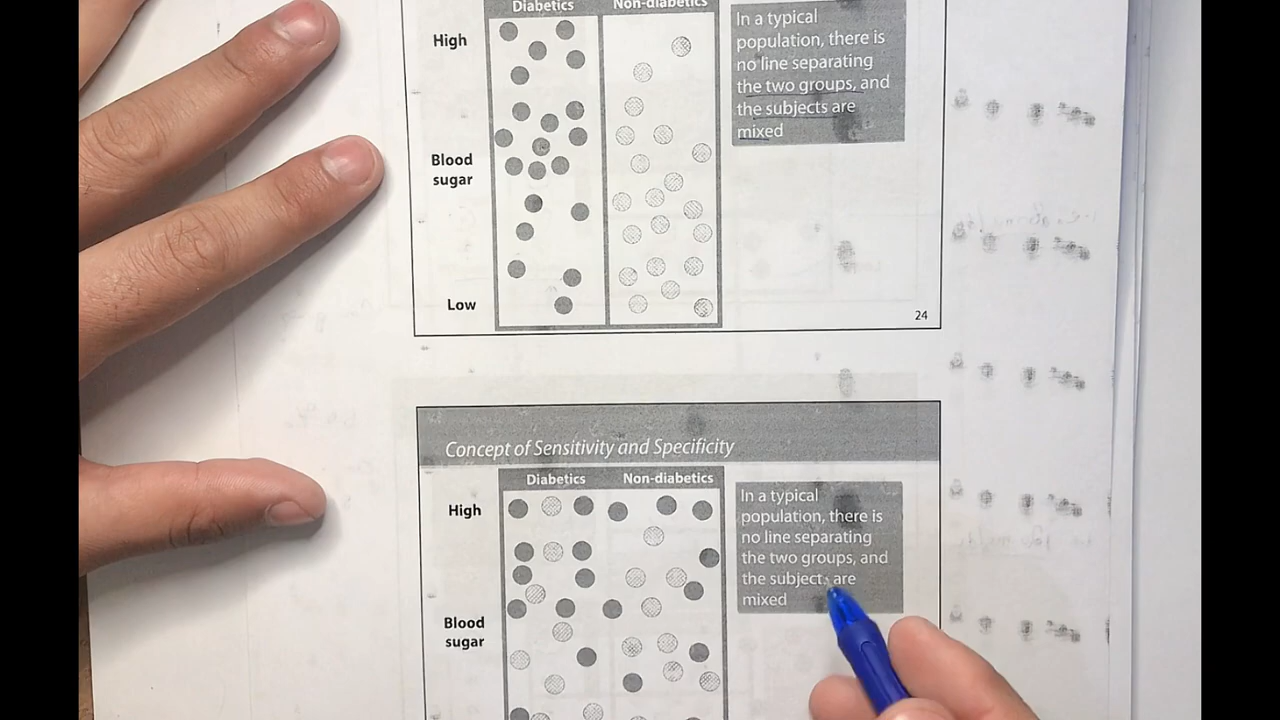 Diabetics
Non-diabetics
High
Blood
sugar
Low
In a typical
population, there is
no line separating
the two groups, and
the subjects are
mixed
24
Concept of Sensitivity and Specificity
Diabetics
Non-diabetics
High
Blood
sugar
In a typical
population, there is
no line separating
the two groups, and
the subjects are
mixed